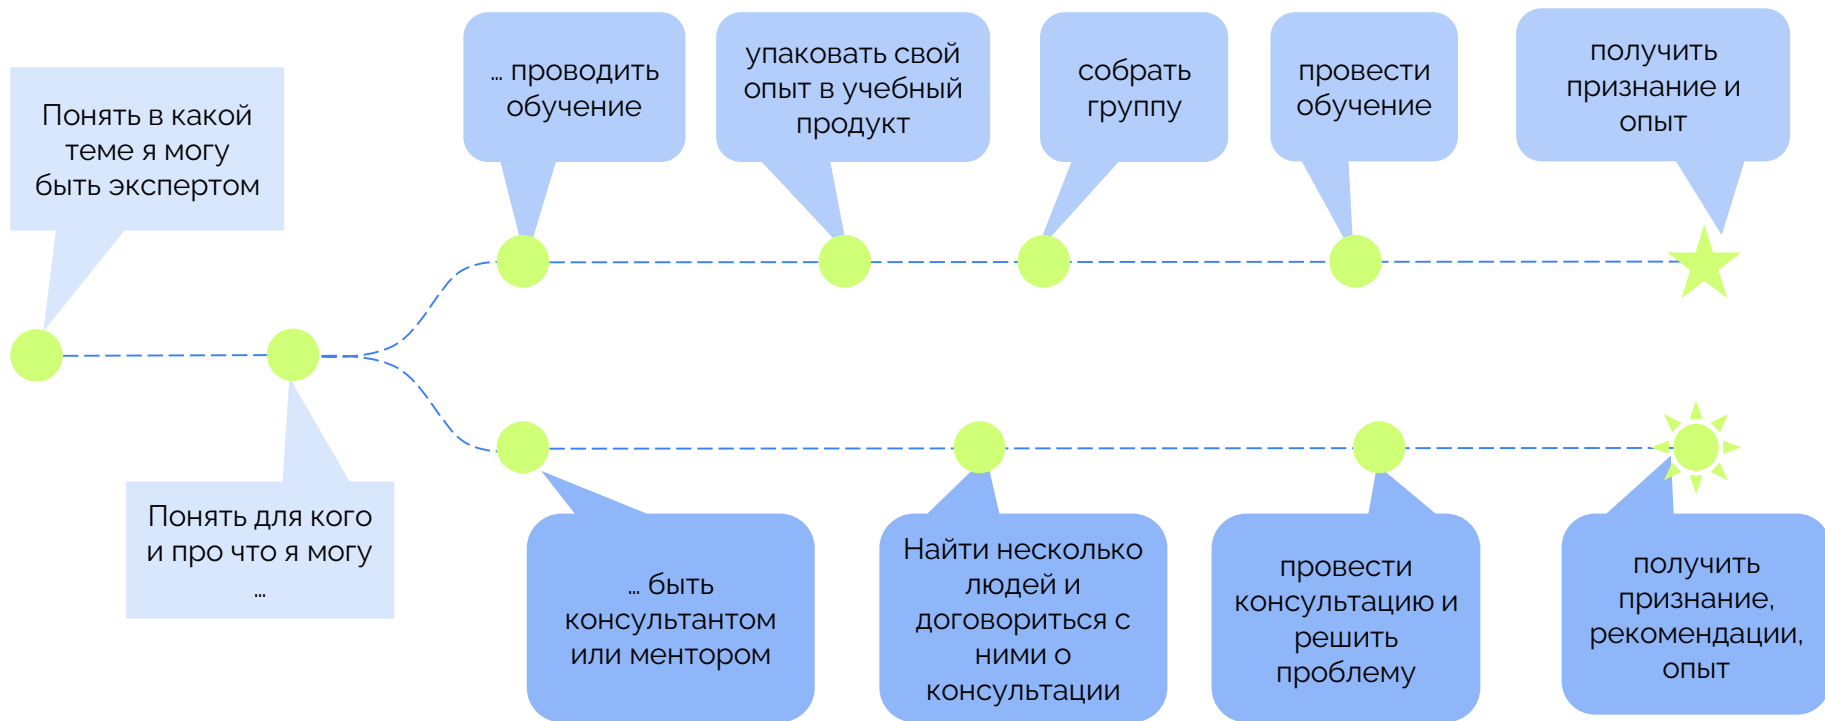 Понять в какой
теме я могу
быть экспертом
… проводить
обучение
упаковать свой
опыт в учебный
продукт
собрать
группу
провести
обучение
получить
признание и
опыт
Понять для кого
и про что я могу
…
… быть
консультантом
или ментором
Найти несколько
людей и
договориться с
ними о
консультации
провести
консультацию и
решить
проблему
получить
признание,
рекомендации,
опыт